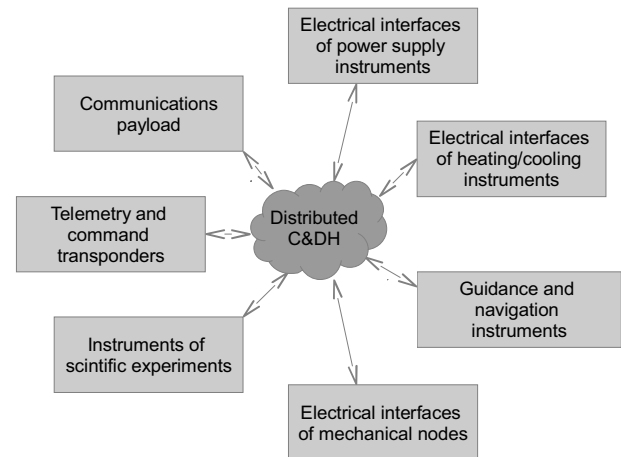 Electrical interfaces
of power supply
instruments
Communications
payload
Electrical interfaces
of heating/cooling
instruments
Distributed
C&DH
Telemetry and
command
transponders
Guidance and
navigation
instruments
Instruments of
scintific experiments
Electrical interfaces
of mechanical nodes